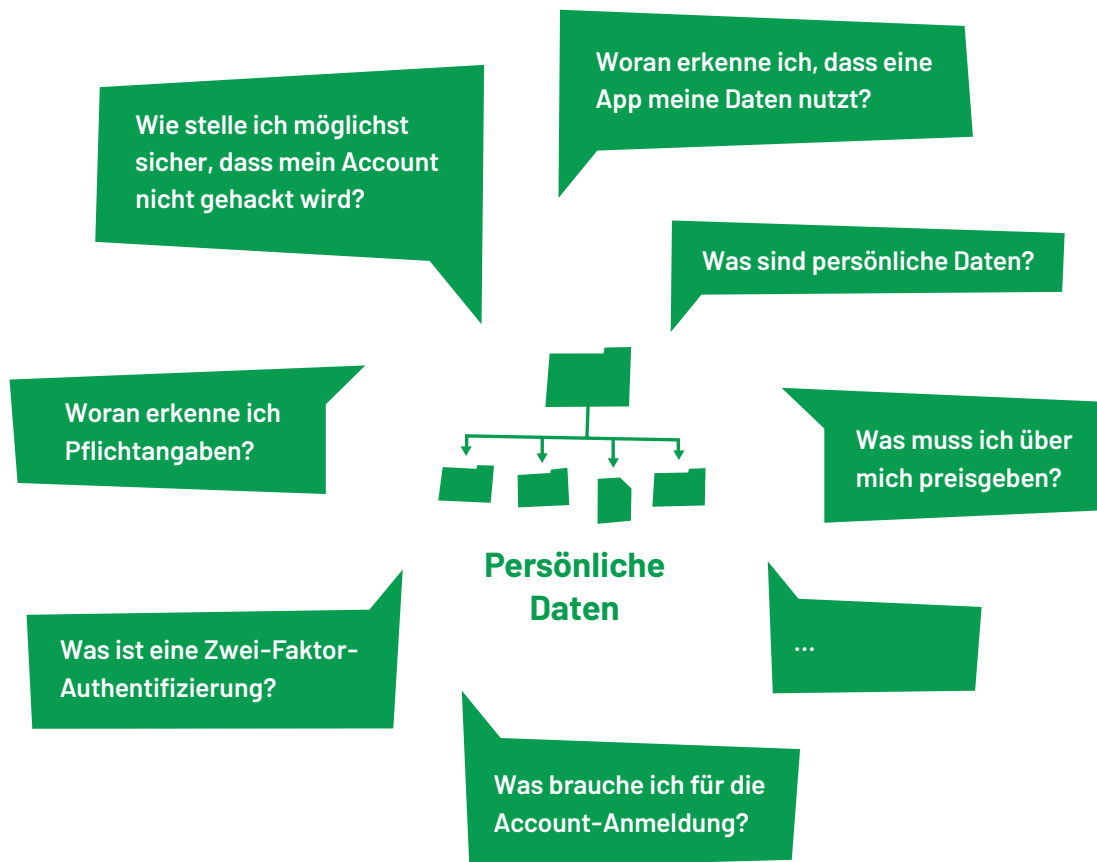 Woran erkenne ich, dass eine
App meine Daten nutzt?
Wie stelle ich möglichst
sicher, dass mein Account
nicht gehackt wird?
Was sind persönliche Daten?
Woran erkenne ich
Pflichtangaben?
Was muss ich über
mich preisgeben?
Persönliche
Daten
Was ist eine Zwei-Faktor-
Authentifizierung?
...
Was brauche ich für die
Account-Anmeldung?